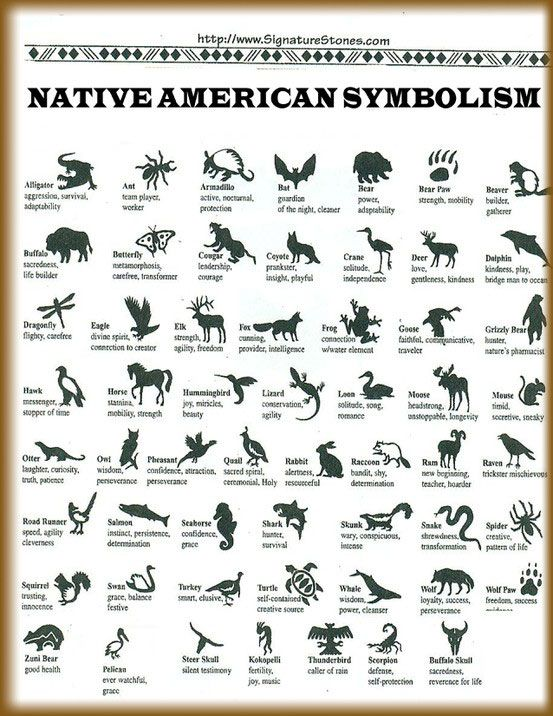 http://www.SignatureStones.com
NATIVE AMERICAN SYMBOLISM
Alligator
aggression, survival,
adaptability
Ant
team player,
worker
Armadillo
active, nocturnal,
protection
Bat
guardian
of the night, cleaner
Bear
power,
adaptability
Bear Paw
strength, mobility
Beaver
builder,
gatherer
Buffalo
sacredness,
life builder
Butterfly
metamorphosis,
carefree, transformer
Cougar
leadership,
courage
Coyote
prankster,
insight, playful
Crane
solitude,
independence
Deer
love,
gentleness, kindness
Dolphin
kindness, play,
bridge man to ocean
Dragonfly
flighty, carefree
Eagle
divine spirit,
connection to creator
Elk
strength,
agility, freedom
Fox
cunning,
provider, intelligence
Frog
connection
w/water element
Goose
faithful, communicative,
traveler
Grizzly Bear
hunter,
nature's pharmacist
Hawk
messenger,
stopper of time
Horse
stamina,
mobility, strength
Hummingbird
joy, miricles,
beauty
Lizard
conservation,
agility
Loon
solitude, song,
romance
Moose
headstrong,
unstoppable, longevity
Mouse
timid,
secretive, sneaky
Otter
laughter, curiosity,
truth, patience
Owl
wisdom,
perseverance
Pheasant
confidence, attraction,
perseverance
Quail
sacred spiral,
ceremonial, Holy
Rabbit
alertness,
resourceful
Raccoon
bandit, shy,
determination
Ram
new beginning,
teacher, hoarder
Raven
trickster mischievous
Road Runner
speed, agility
cleverness
Salmon
instinct, persistence,
determination
Seahorse
confidence,
grace
Shark
hunter,
survival
Skunk
wary, conspicuous,
intense
Snake
shrewdness,
transformation
Spider
creative,
pattern of life
Squirrel
trusting,
innocence
Swan
grace, balance
festive
Turkey
smart, elusive,
Turtle
self-contained
creative source
Whale
wisdom,
power, cleanser
Wolf
loyalty, success,
perseverance
Wolf Paw
freedom, success
guidance
Zuni Bear
good health
Pelican
ever watchful,
grace
Steer Skull
silent testimony
Kokopelli
fertility,
joy, music
Thunderbird
caller of rain
Scorpion
defense,
self-protection
Buffalo Skull
sacredness,
reverence for life